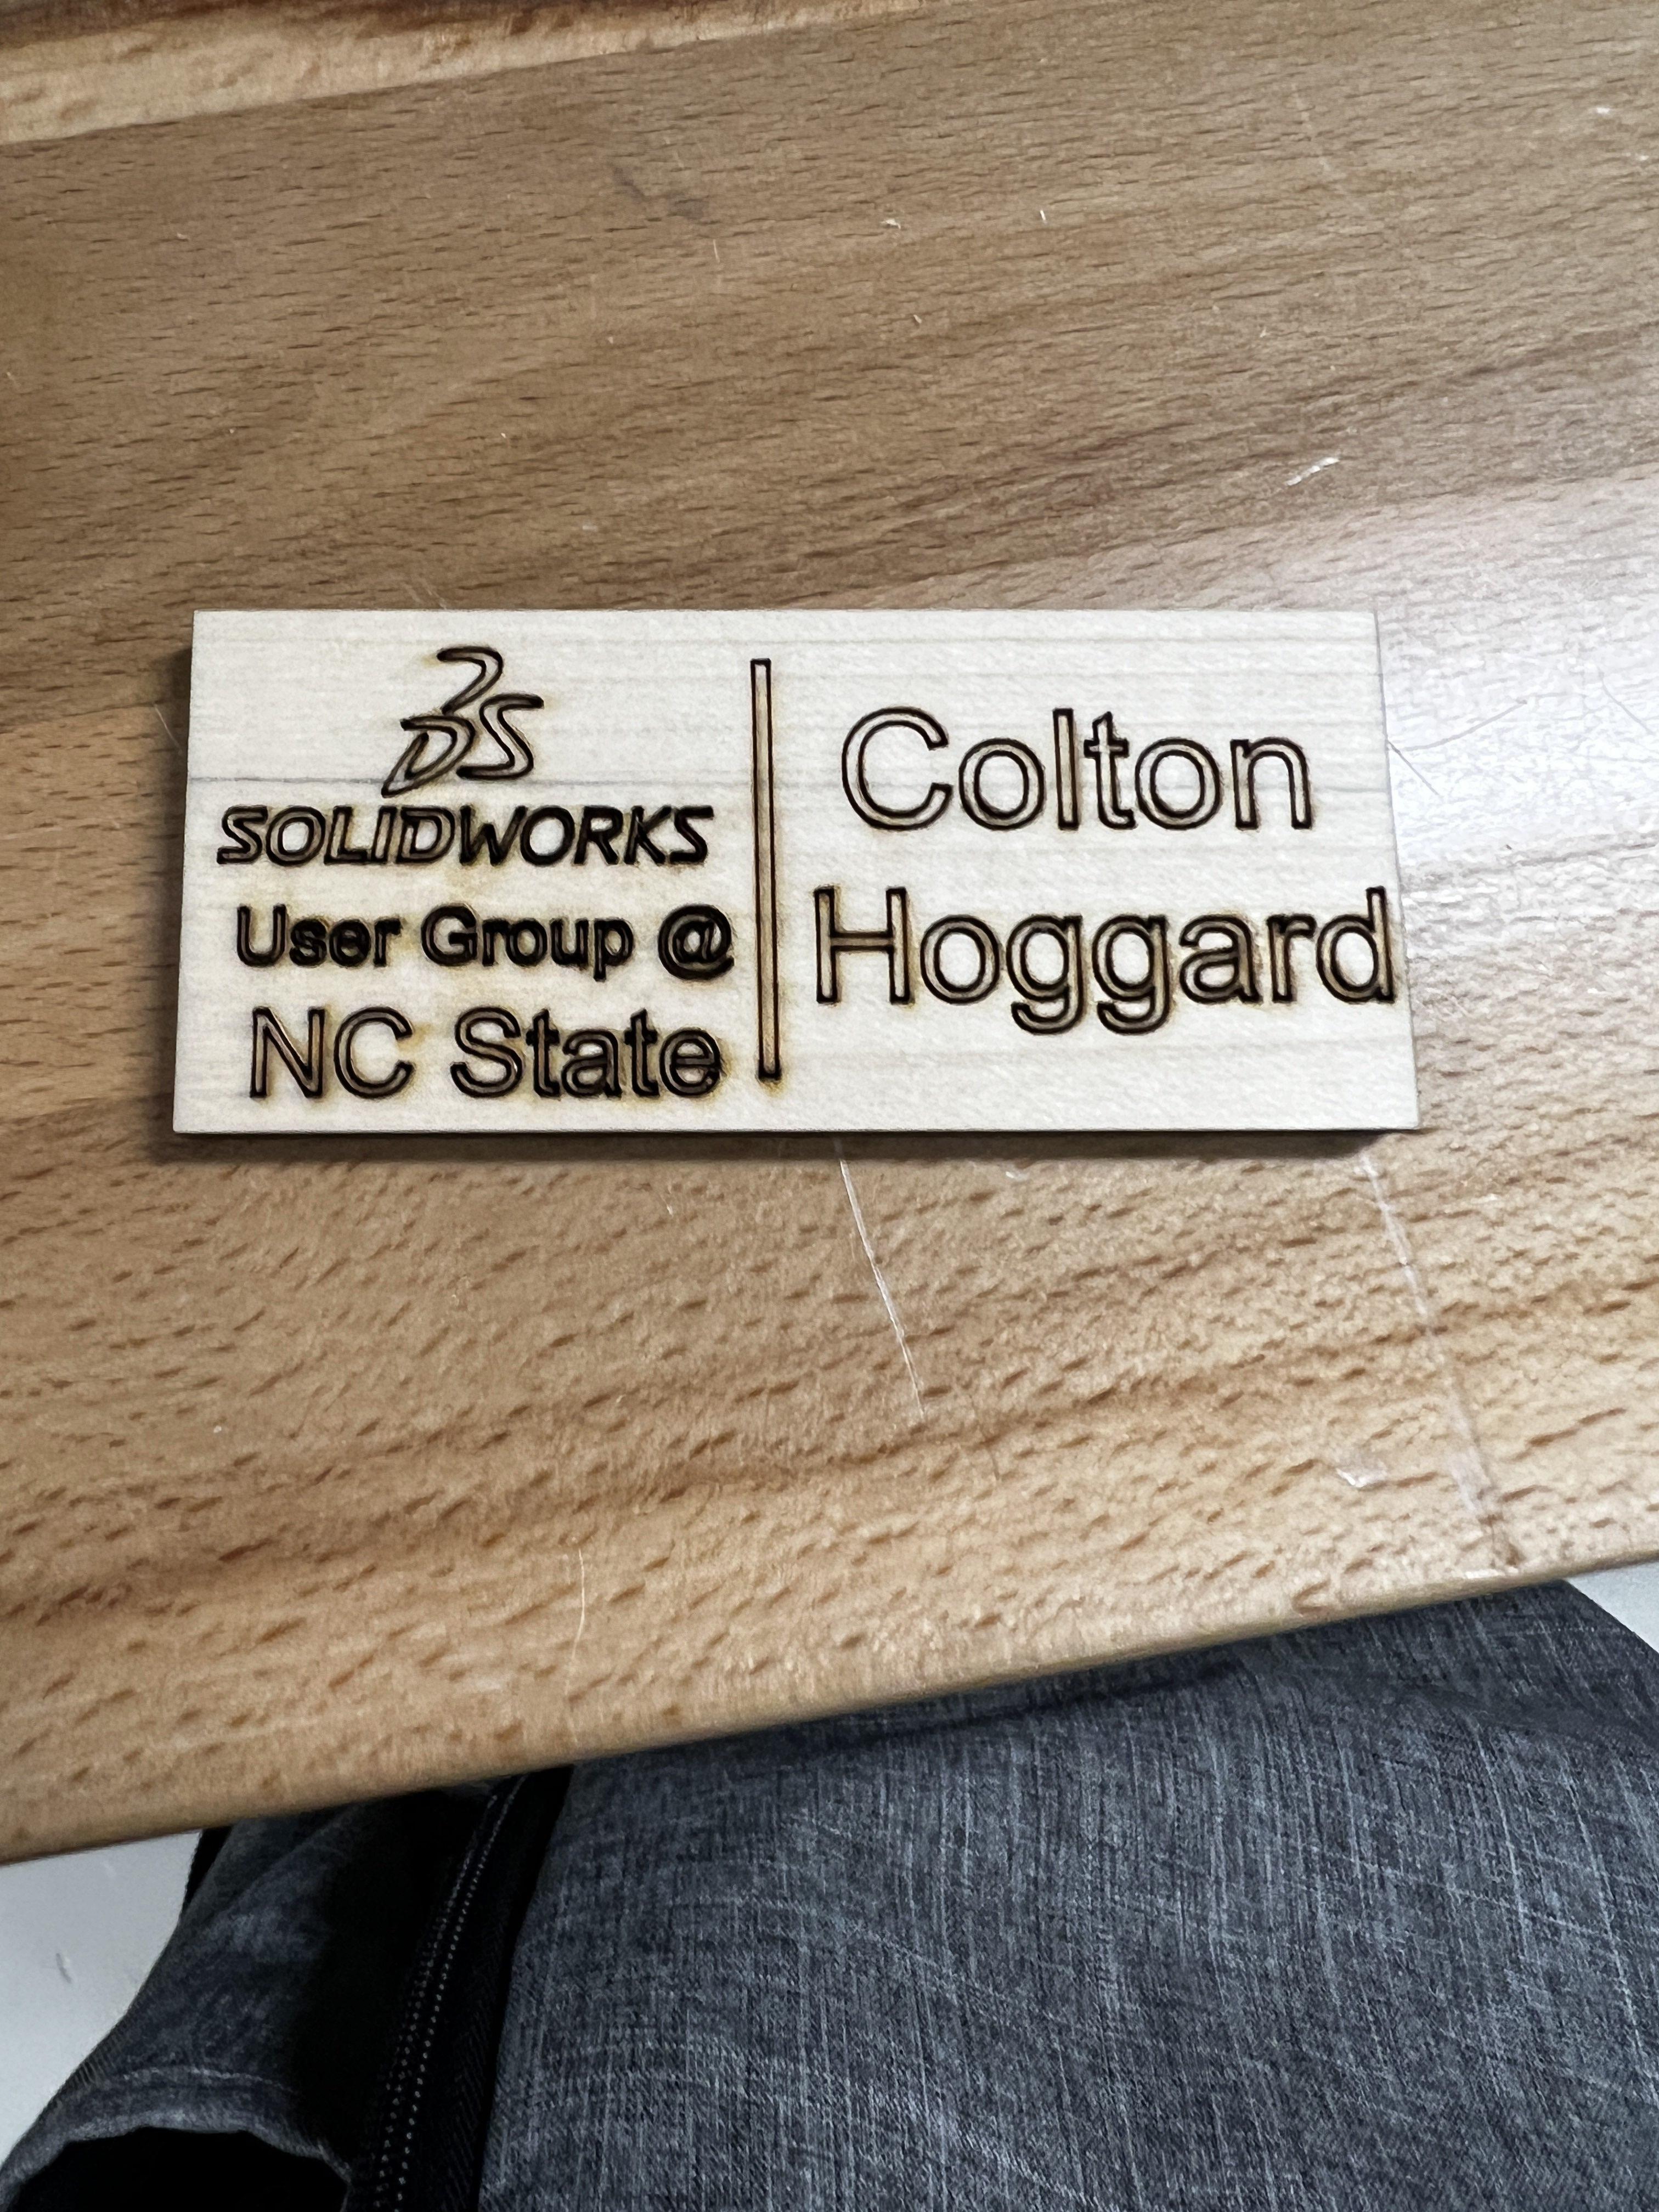 3DS
SOLIDWORKS
User Group @
NC State
Colton
Hoggard